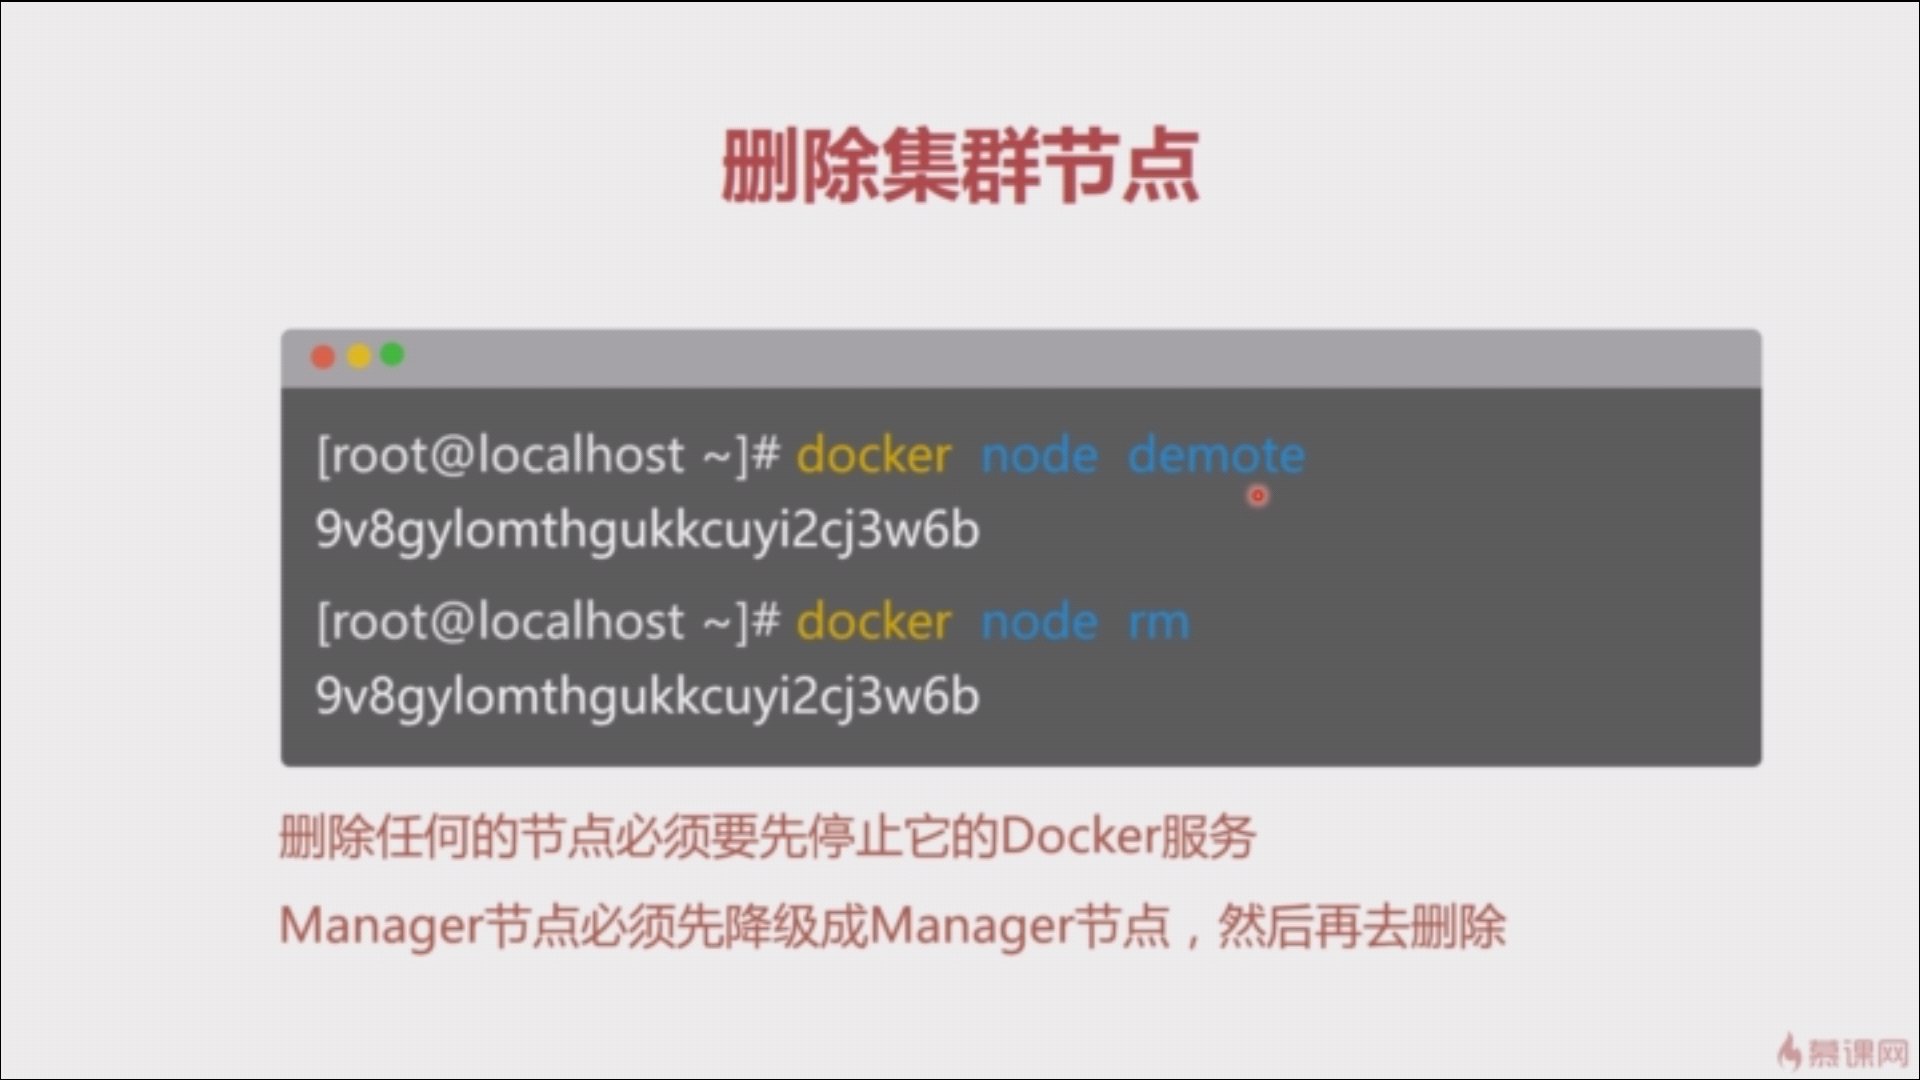 删除集群节点
[root@localhost ~]# docker node demote
9v8gylomthgukkcuyi2cj3w6b
[root@localhost ~]# docker node rm
9v8gylomthgukkcuyi2cj3w6b
删除任何的节点必须要先停止它的Docker服务
Manager节点必须先降级成Manager节点，然后再去删除
慕课网